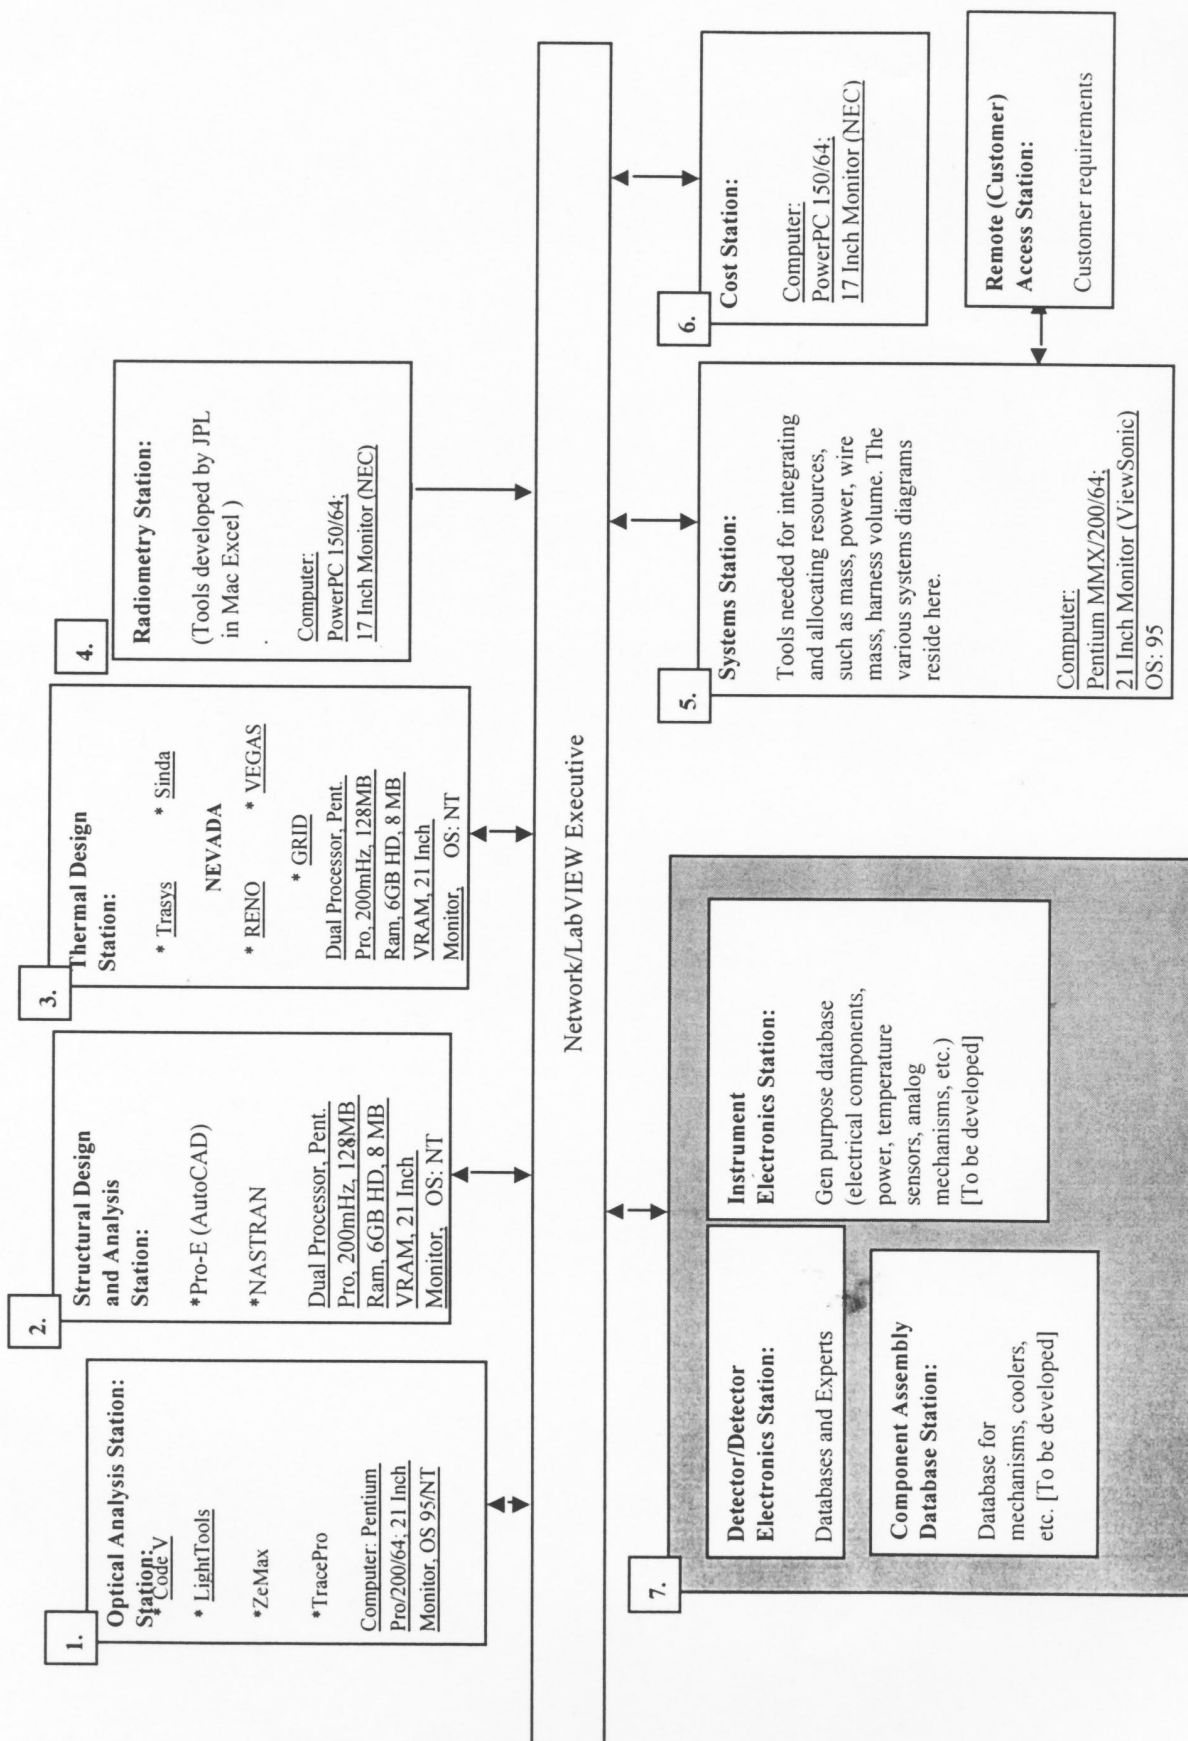 1.
Optical Analysis Station:
Station:
* Code V
* LightTools
*ZeMax
*TracePro
Computer: Pentium
Pro/200/64; 21 Inch
Monitor, OS 95/NT
2.
Structural Design
and Analysis
Station:
*Pro-E (AutoCAD)
*NASTRAN
Dual Processor, Pent.
Pro, 200mHz, 128MB
Ram, 6GB HD, 8 MB
VRAM, 21 Inch
Monitor, OS: NT
3.
Thermal Design
Station:
* Trasys * Sinda
NEVADA
* RENO * VEGAS
* GRID
Dual Processor, Pent.
Pro, 200mHz, 128MB
Ram, 6GB HD, 8 MB
VRAM, 21 Inch
Monitor, OS: NT
4.
Radiometry Station:
(Tools developed by JPL
in Mac Excel )
.
Computer:
PowerPC 150/64;
17 Inch Monitor (NEC)
Network/LabVIEW Executive
7.
Detector/Detector
Electronics Station:
Databases and Experts
Component Assembly
Database Station:
Database for
mechanisms, coolers,
etc. [To be developed]
Instrument
Electronics Station:
Gen purpose database
(electrical components,
power, temperature
sensors, analog
mechanisms, etc.)
[To be developed]
5.
Systems Station:
Tools needed for integrating
and allocating resources,
such as mass, power, wire
mass, harness volume. The
various systems diagrams
reside here.
Computer:
Pentium MMX/200/64;
21 Inch Monitor (ViewSonic)
OS: 95
6.
Cost Station:
Computer:
PowerPC 150/64;
17 Inch Monitor (NEC)
Remote (Customer)
Access Station:
Customer requirements